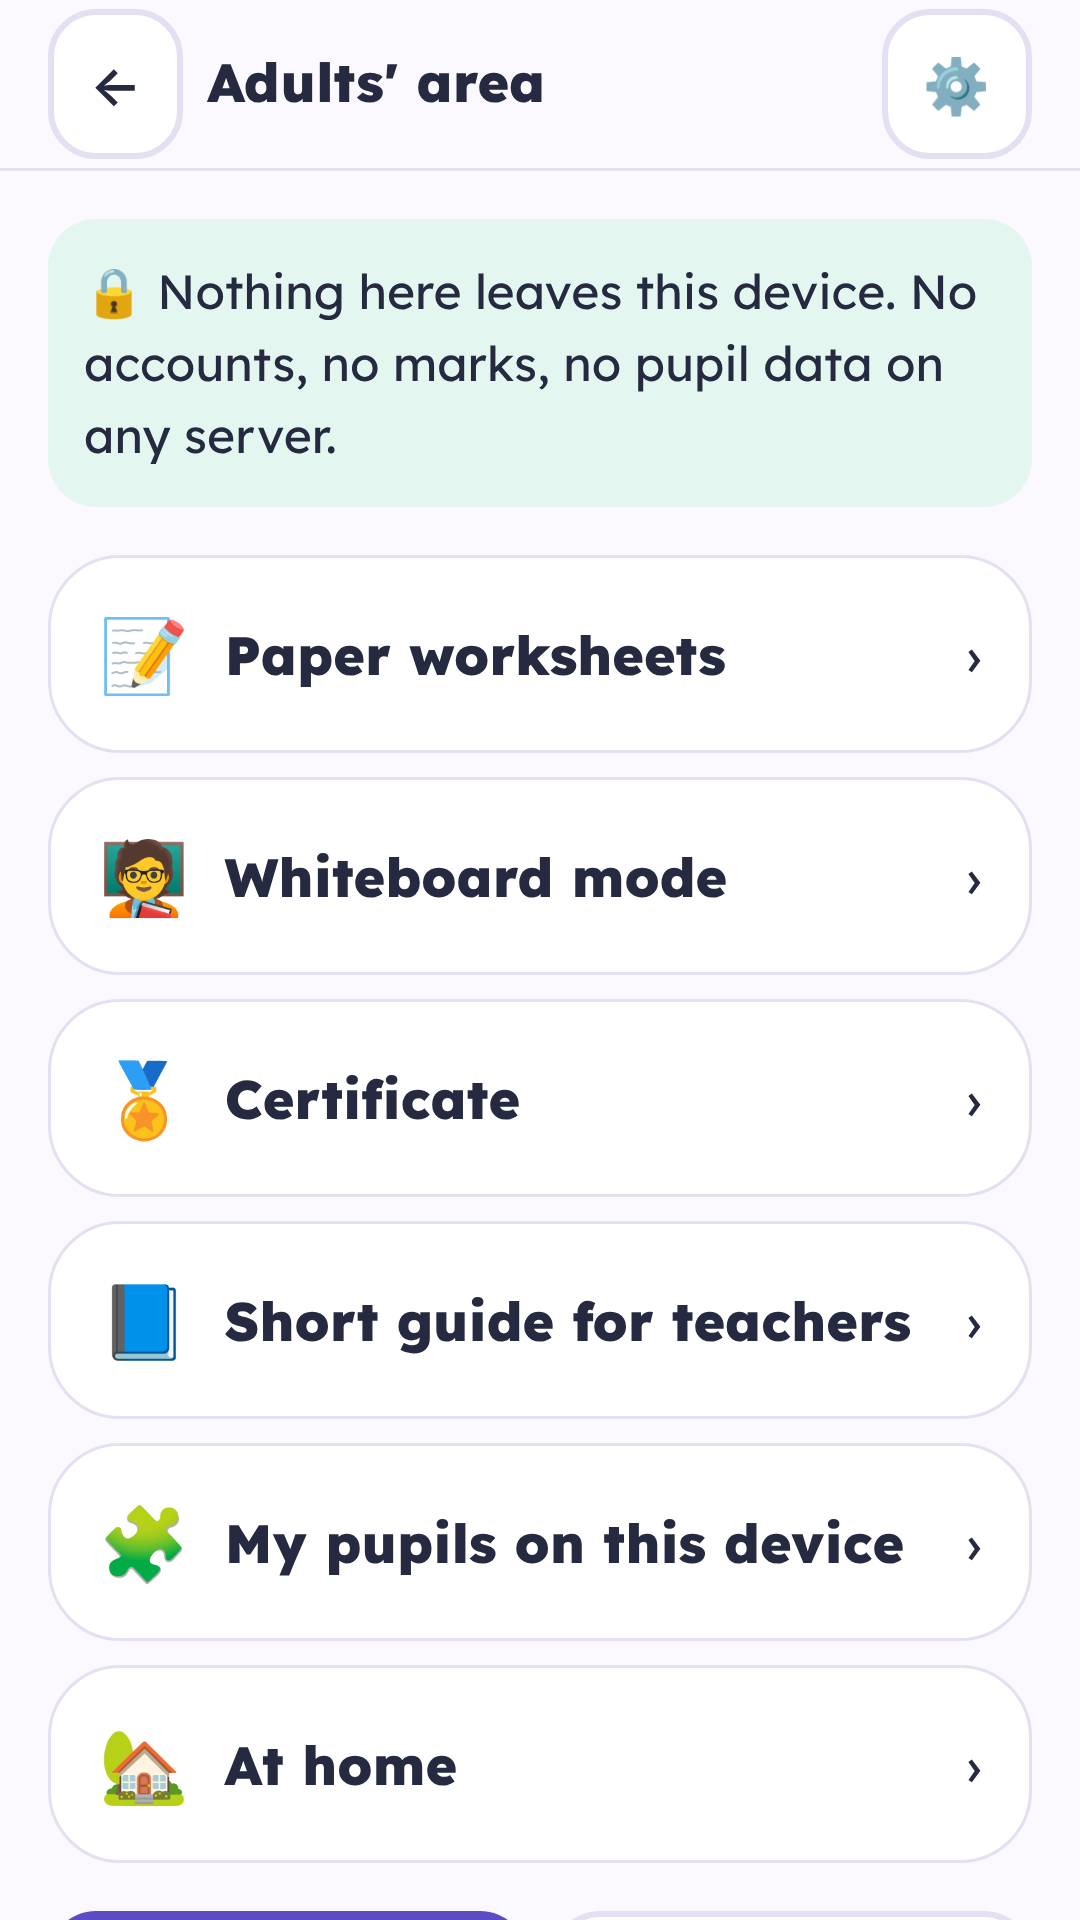 Adults' area
Nothing here leaves this device. No
accounts, no marks, no pupil data on
any server.
Paper worksheets
Whiteboard mode
Certificate
Short guide for teachers
My pupils on this device
At home